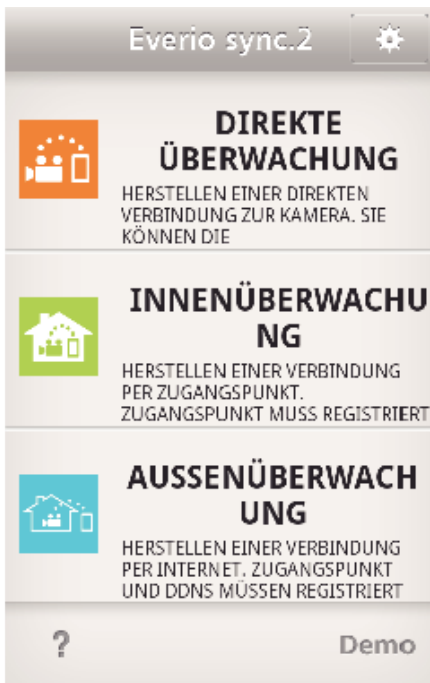 Everio sync.2
DIREKTE
ÜBERWACHUNG
HERSTELLEN EINER DIREKTEN
VERBINDUNG ZUR KAMERA. SIE
KÖNNEN DIE
INNENÜBERWACHU
NG
HERSTELLEN EINER VERBINDUNG
PER ZUGANGSPUNKT.
ZUGANGSPUNKT MUSS REGISTRIERT
AUSSENÜBERWACH
UNG
HERSTELLEN EINER VERBINDUNG
PER INTERNET. ZUGANGSPUNKT
UND DDNS MÜSSEN REGISTRIERT
? Demo